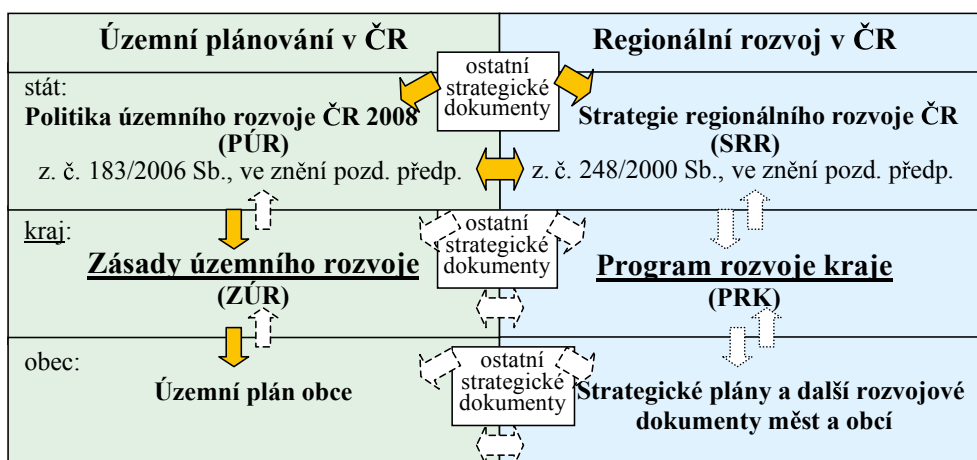 Územní plánování v ČR
Regionální rozvoj v ČR
ostatní
strategické
dokumenty
stát:
Politika územního rozvoje ČR 2008
(PÚR)
z. č. 183/2006 Sb., ve znění pozd. předp.
Strategie regionálního rozvoje ČR
(SRR)
z. č. 248/2000 Sb., ve znění pozd. předp.
kraj:
Zásady územního rozvoje
(ZÚR)
ostatní
strategické
dokumenty
Program rozvoje kraje
(PRK)
obec:
Územní plán obce
ostatní
strategické
dokumenty
Strategické plány a další rozvojové
dokumenty měst a obcí